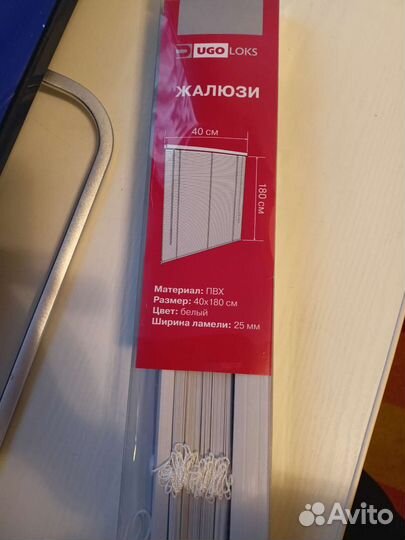 UGO LOKS
ЖАЛЮЗИ
40 см
180 см
Материал: ПВХ
Размер: 40х180 см
Цвет: белый
Ширина ламели: 25 мм
Avito